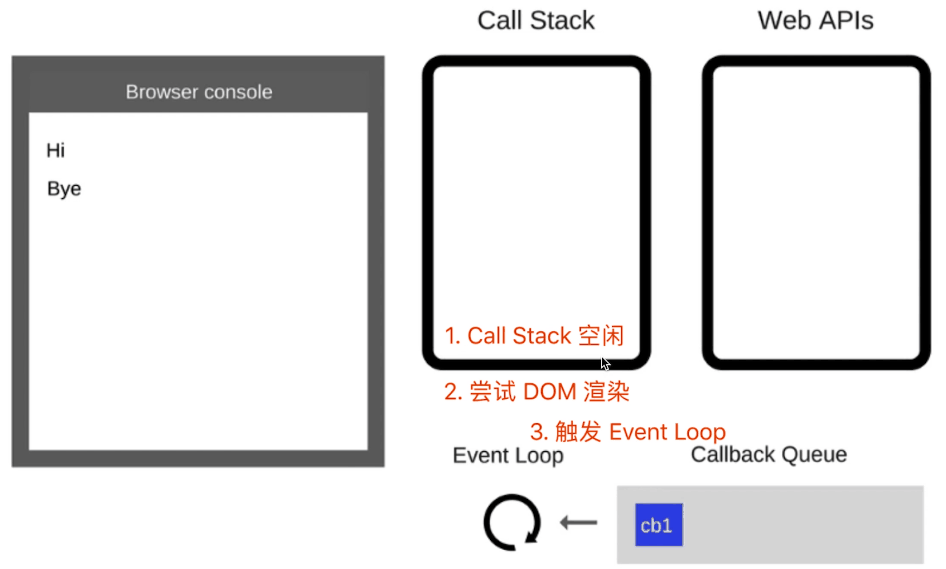 Call Stack
Web APIs
Browser console
Hi
Bye
1. Call Stack 空闲
2. 尝试 DOM 渲染
3. 触发 Event Loop
Event Loop
Callback Queue
cb1